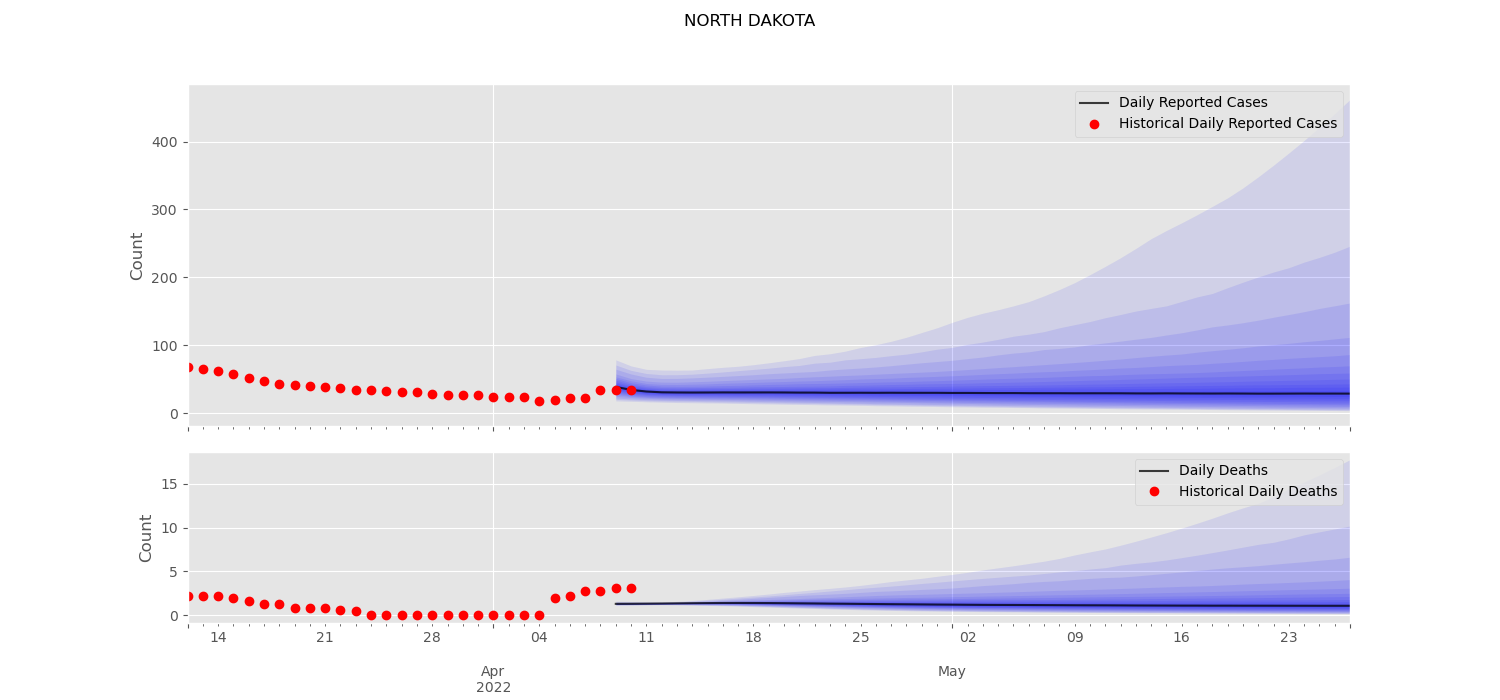 NORTH DAKOTA
Daily Reported Cases
Historical Daily Reported Cases
Count
400
300
200
100
0
Daily Deaths
Historical Daily Deaths
Count
15
10
5
0
14 21 28 04 11 18 25 02 09 16 23
Apr May
2022